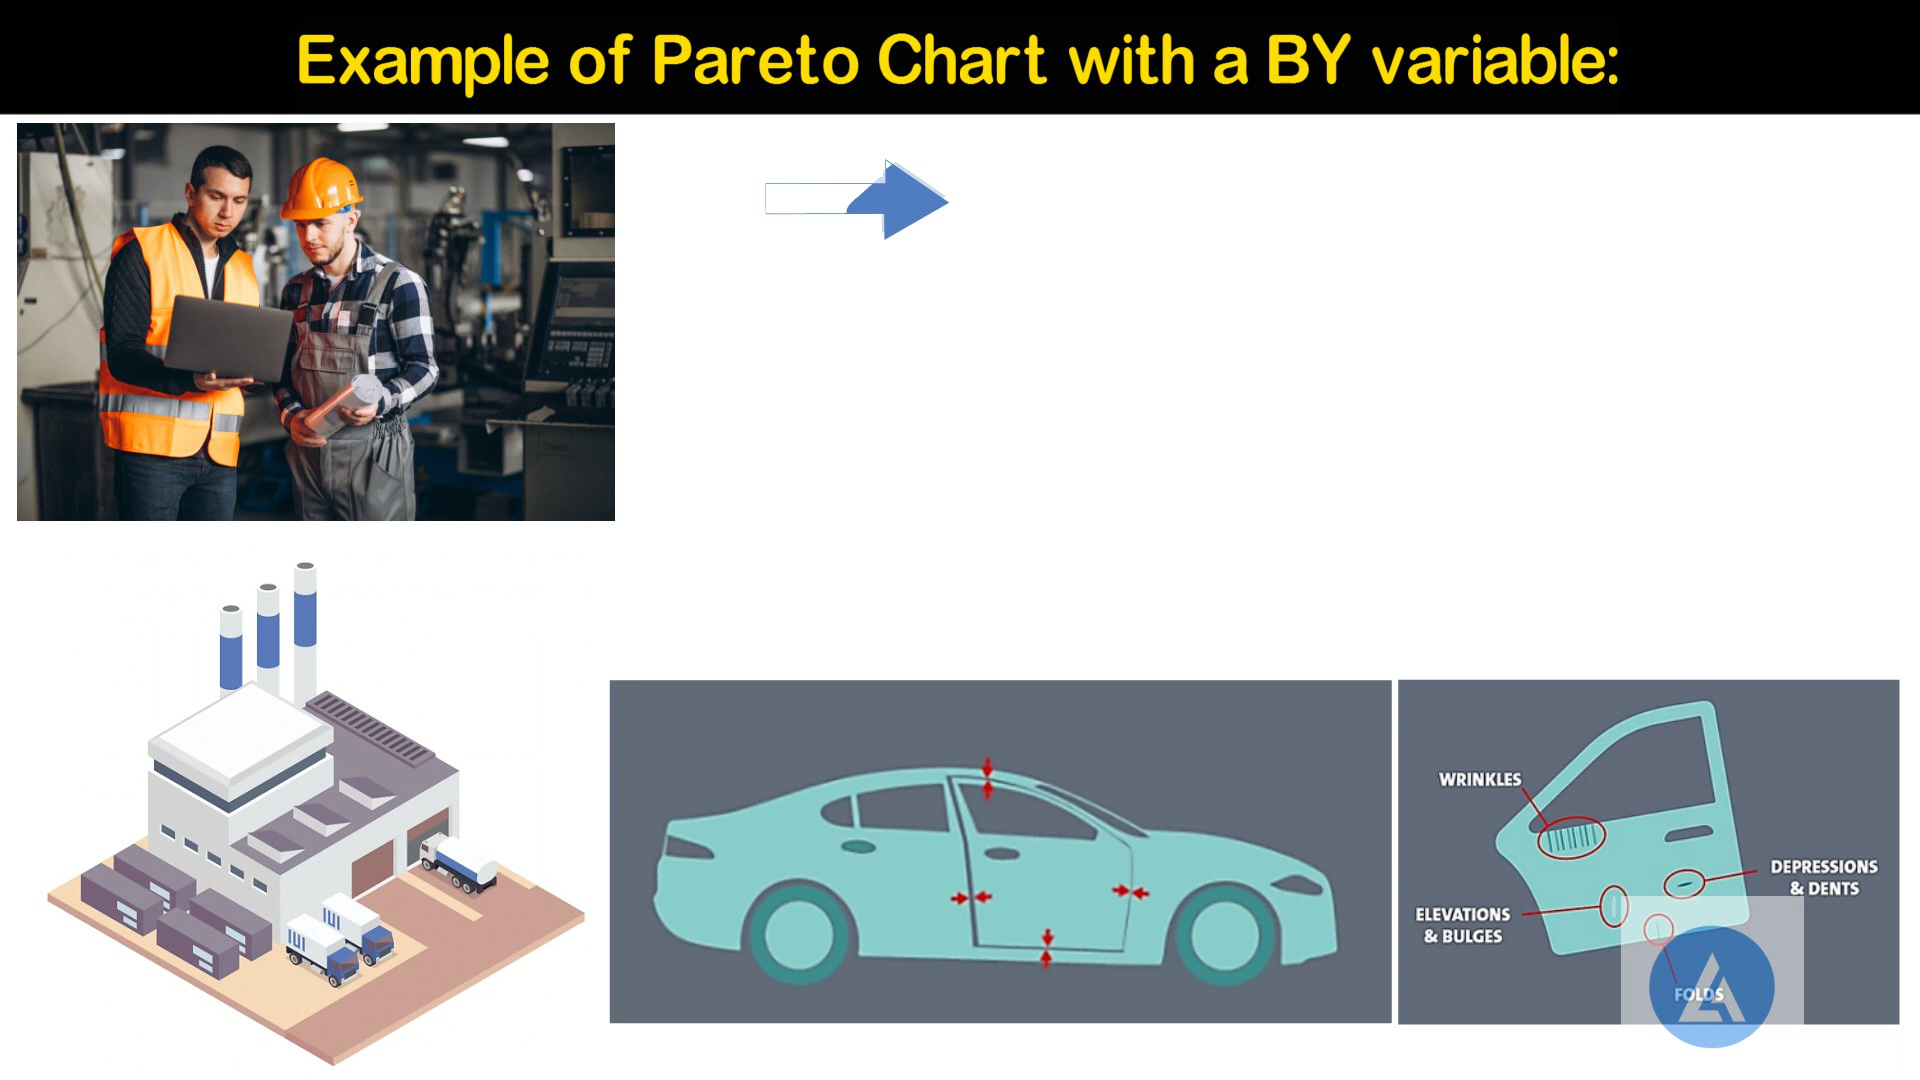 Example of Pareto Chart with a BY variable:
WRINKLES
DEPRESSIONS
& DENTS
ELEVATIONS
& BULGES
FOLDS